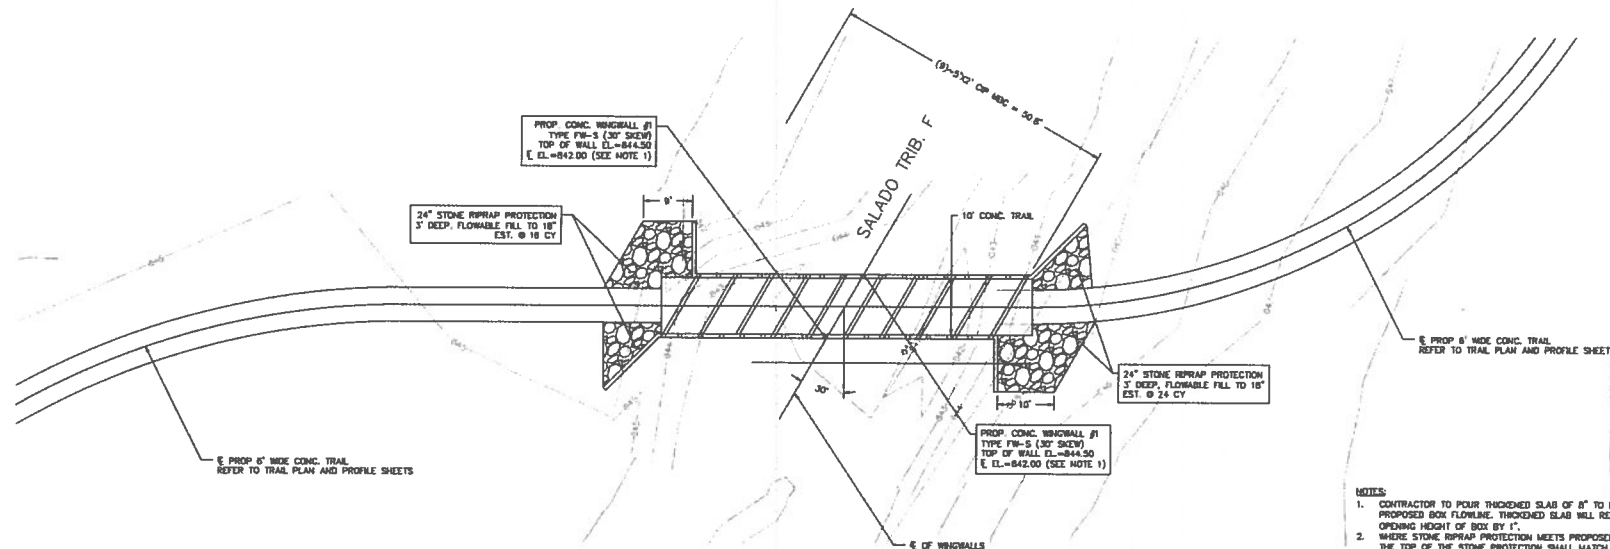 (9)-5'X2' CIP MBC = 50.6'
PROP. CONC. WINGWALL #1
TYPE FW-S (30° SKEW)
TOP OF WALL EL.=844.50
℄ EL.=842.00 (SEE NOTE 1)
SALADO TRIB. F
24" STONE RIPRAP PROTECTION
3' DEEP, FLOWABLE FILL TO 18"
EST. @ 18 CY
9'
10' CONC. TRAIL
℄ PROP 6' WIDE CONC. TRAIL
REFER TO TRAIL PLAN AND PROFILE SHEET
24" STONE RIPRAP PROTECTION
3' DEEP, FLOWABLE FILL TO 18"
EST. @ 24 CY
30°
10'
PROP. CONC. WINGWALL #1
TYPE FW-S (30° SKEW)
TOP OF WALL EL.=844.50
℄ EL.=842.00 (SEE NOTE 1)
℄ PROP 6' WIDE CONC. TRAIL
REFER TO TRAIL PLAN AND PROFILE SHEETS
℄ OF WINGWALLS
NOTES:
1. CONTRACTOR TO POUR THICKENED SLAB OF 8" TO
PROPOSED BOX FLOWLINE. THICKENED SLAB WILL
OPENING HEIGHT OF BOX BY 1".
2. WHERE STONE RIPRAP PROTECTION MEETS
THE TOP OF THE STONE PROTECTION SHALL MATCH